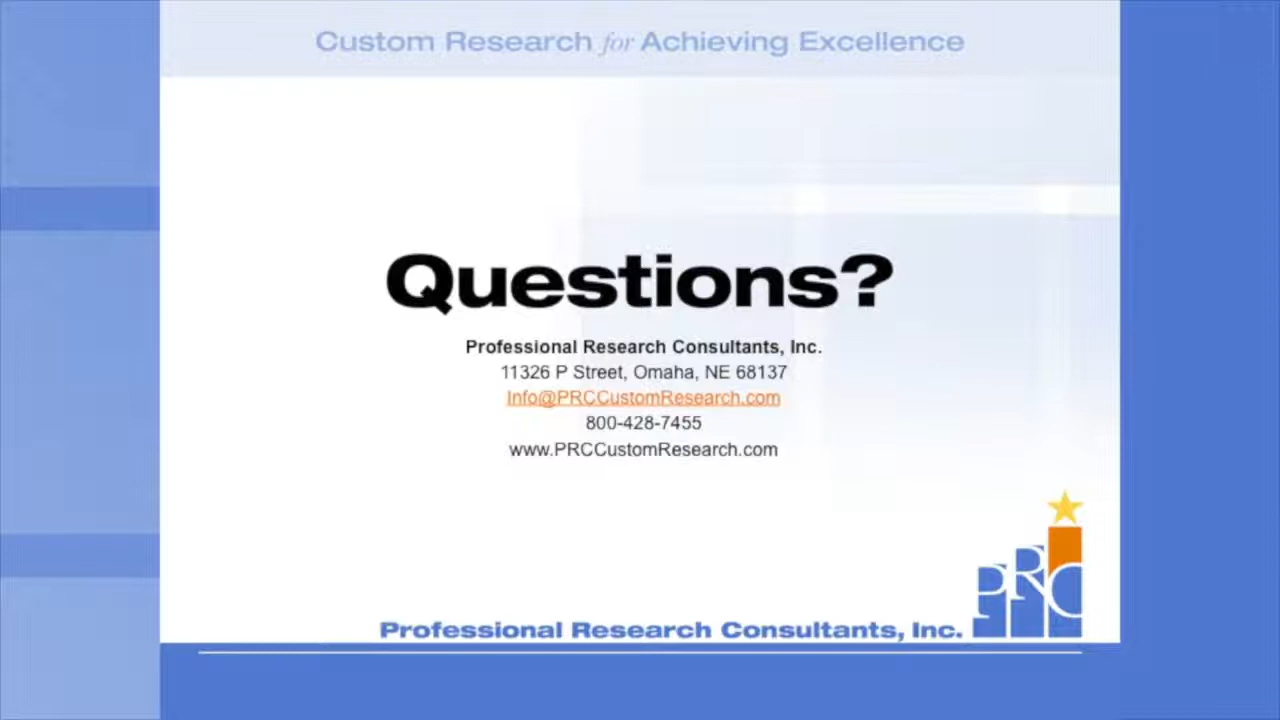 Custom Research for Achieving Excellence
Questions?
Professional Research Consultants, Inc.
11326 P Street, Omaha, NE 68137
Info@PRCCustomResearch.com
800-428-7455
www.PRCCustomResearch.com
PRC
Professional Research Consultants, Inc.